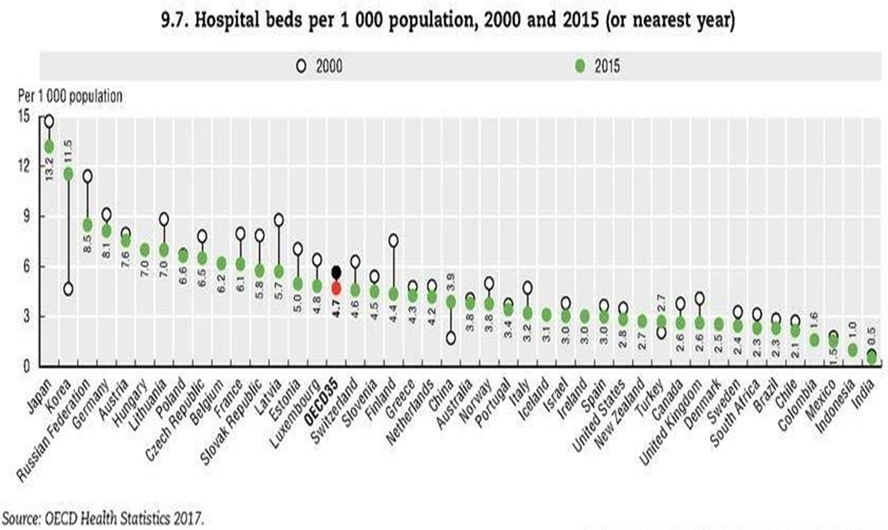 9.7. Hospital beds per 1 000 population, 2000 and 2015 (or nearest year)
2000 2015
Per 1 000 population
15
12
9
6
3
0
13.2 11.5 8.5 8.1 7.6 7.0 7.0 6.6 6.5 6.2 6.1 5.8 5.7 5.0 4.8 4.7 4.6 4.5 4.4 4.3 4.2 3.9 3.8 3.8 3.4 3.2 3.1 3.0 3.0 3.0 2.8 2.7 2.7 2.6 2.6 2.5 2.4 2.3 2.3 2.1 1.6 1.5 1.0 0.5
Japan
Korea
Russian Federation
Germany
Austria
Hungary
Lithuania
Poland
Czech Republic
Belgium
France
Slovak Republic
Latvia
Estonia
Luxembourg
OECD35
Switzerland
Slovenia
Finland
Greece
Netherlands
China
Australia
Norway
Portugal
Italy
Iceland
Israel
Ireland
Spain
United States
New Zealand
Turkey
Canada
United Kingdom
Denmark
Sweden
South Africa
Brazil
Chile
Colombia
Mexico
Indonesia
India
Source: OECD Health Statistics 2017.